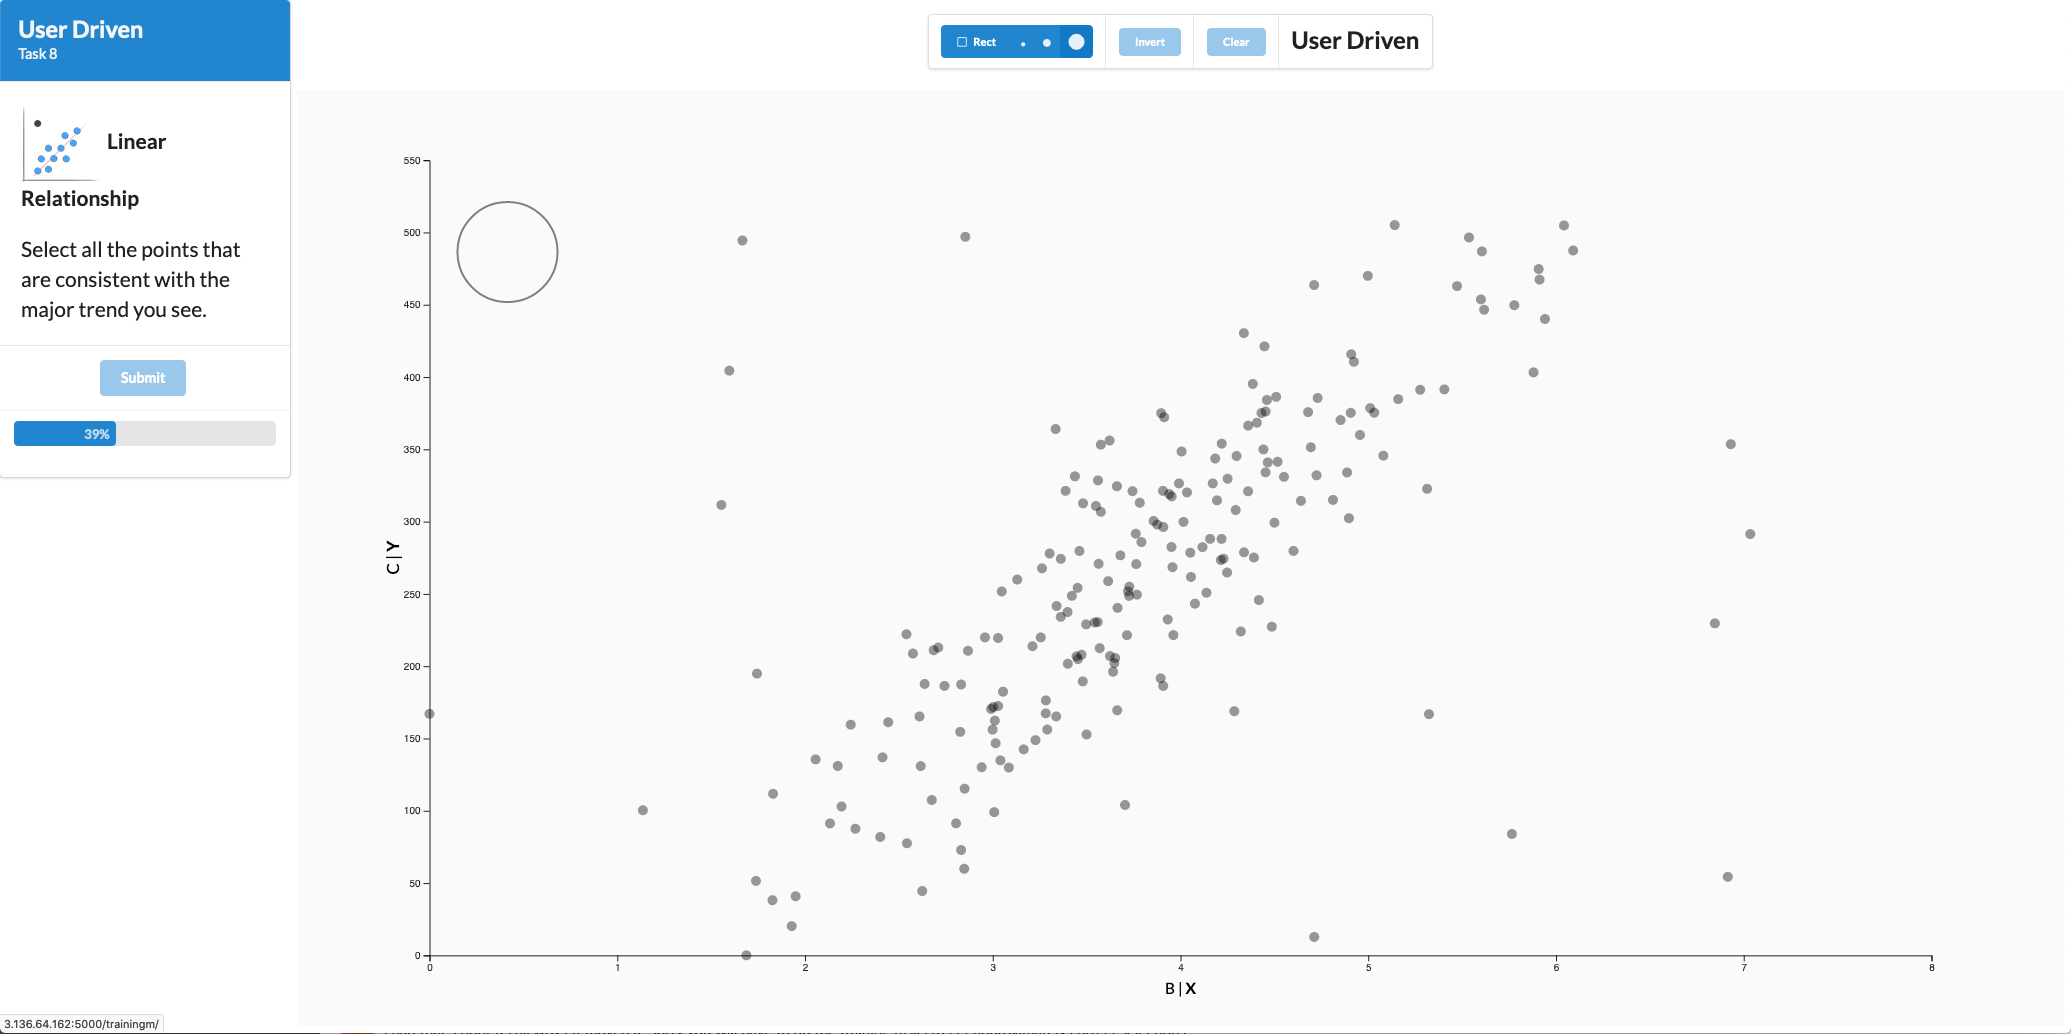 User Driven
Task 8
Linear
Relationship
Select all the points that
are consistent with the
major trend you see.
Submit
39%
Rect
Invert
Clear
User Driven
550
500
450
400
350
300
250
200
150
100
50
0
C|Y
0 1 2 3 4 5 6 7 8
B|X
3.136.64.162:5000/trainingm/